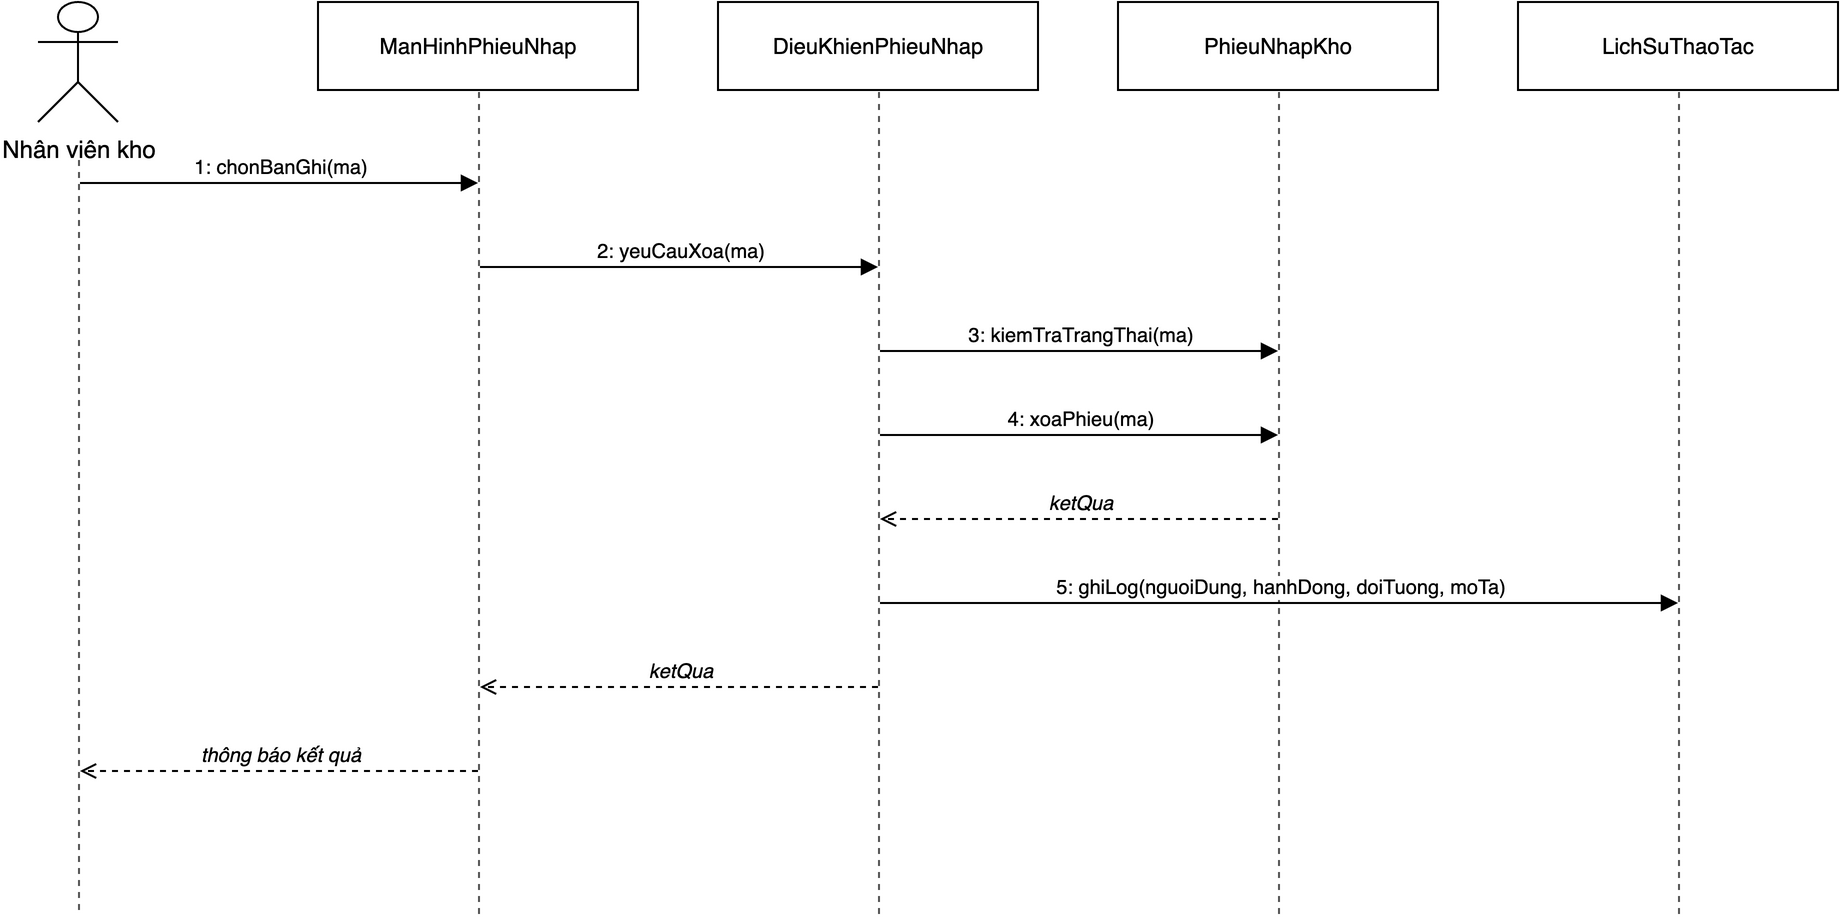 ManHinhPhieuNhap
DieuKhienPhieuNhap
PhieuNhapKho
LichSuThaoTac
Nhân viên kho
1: chonBanGhi(ma)
2: yeuCauXoa(ma)
3: kiemTraTrangThai(ma)
4: xoaPhieu(ma)
ketQua
5: ghiLog(nguoiDung, hanhDong, doiTuong, moTa)
ketQua
thông báo kết quả